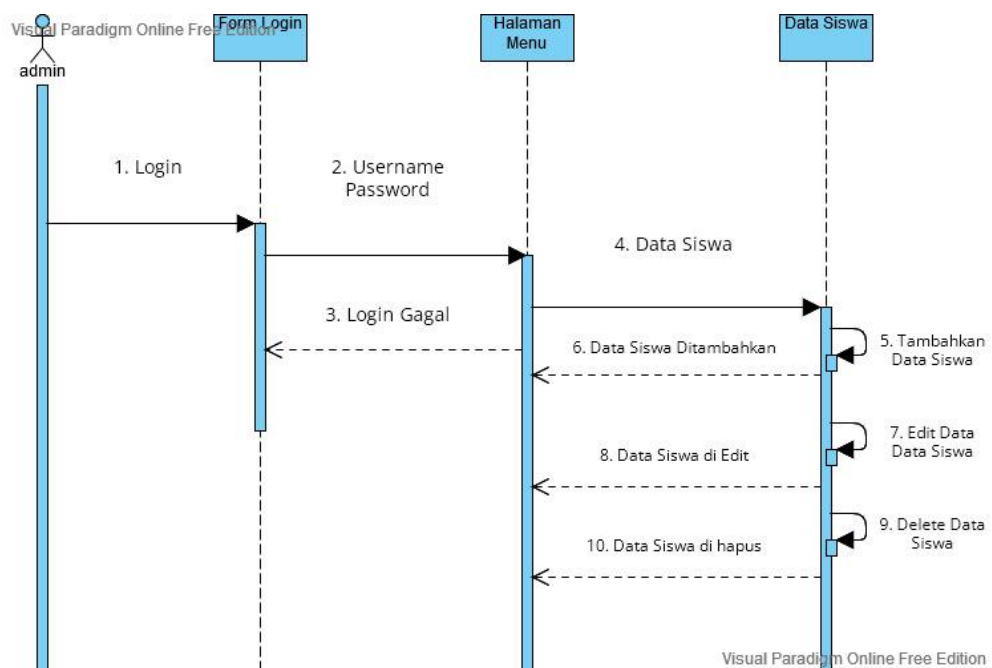 Visual Paradigm Online Free Edition
Form Login
Halaman
Menu
Data Siswa
admin
1. Login
2. Username
Password
4. Data Siswa
3. Login Gagal
5. Tambahkan
Data Siswa
6. Data Siswa Ditambahkan
7. Edit Data
Data Siswa
8. Data Siswa di Edit
9. Delete Data
Siswa
10. Data Siswa di hapus
Visual Paradigm Online Free Edition